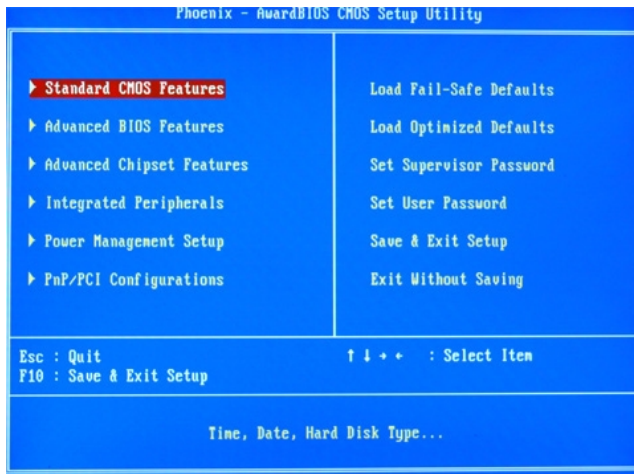 Phoenix - AwardBIOS CMOS Setup Utility
Standard CMOS Features
Advanced BIOS Features
Advanced Chipset Features
Integrated Peripherals
Power Management Setup
PnP/PCI Configurations
Load Fail-Safe Defaults
Load Optimized Defaults
Set Supervisor Password
Set User Password
Save & Exit Setup
Exit Without Saving
Esc : Quit
F10 : Save & Exit Setup
↑ ↓ → ← : Select Item
Time, Date, Hard Disk Type...